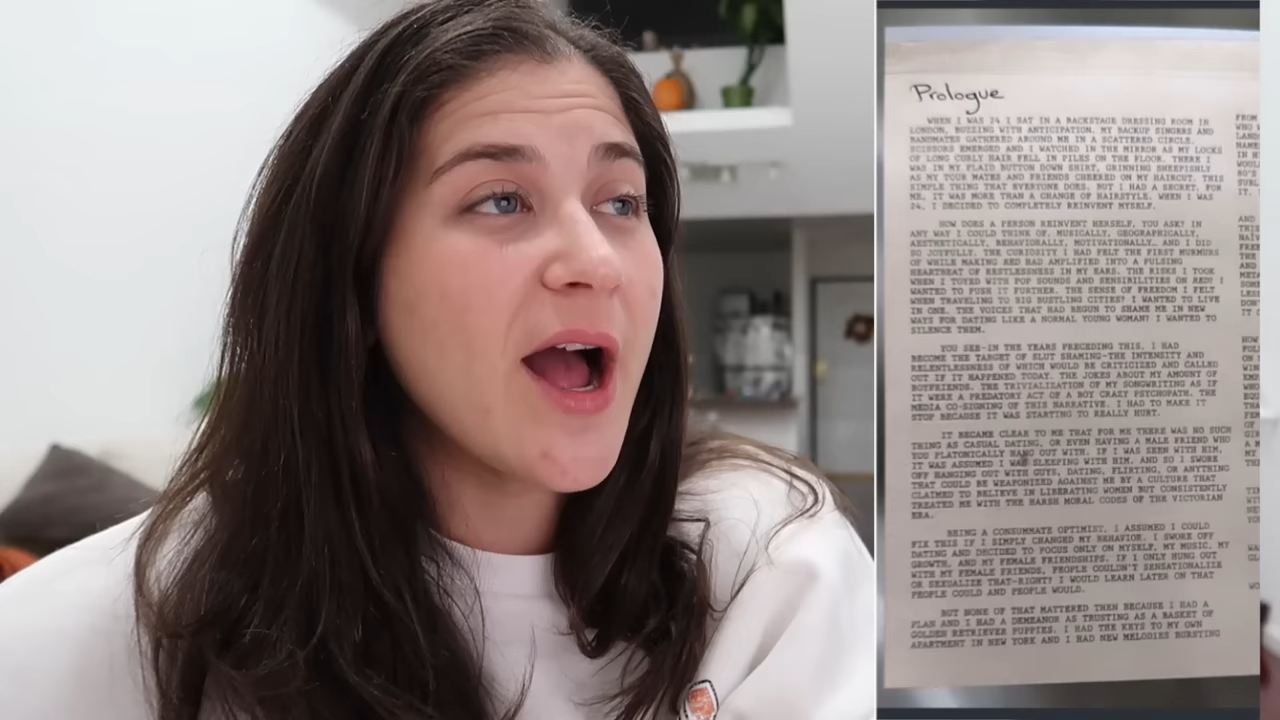 Prologue
WHEN I WAS 24 I SAT IN A BACKSTAGE DRESSING ROOM IN
LONDON, BUZZING WITH ANTICIPATION. MY BACKUP SINGERS AND
BANDMATES GATHERED AROUND ME IN A SCATTERED CIRCLE.
SCISSORS EMERGED AND I WATCHED IN THE MIRROR AS MY LOCKS
OF LONG CURLY HAIR FELL IN PILES ON THE FLOOR. THERE I
WAS IN MY PLAID BUTTON DOWN SHIRT, GRINNING SHEEPISHLY
AS MY TOUR MATES AND FRIENDS CHEERED ON MY HAIRCUT. THIS
SIMPLE THING THAT EVERYONE DOES. BUT I HAD A SECRET. FOR
ME, IT WAS MORE THAN A CHANGE OF HAIRSTYLE. WHEN I WAS
24, I DECIDED TO COMPLETELY REINVENT MYSELF.
HOW DOES A PERSON REINVENT HERSELF, YOU ASK? IN
ANY WAY I COULD THINK OF. MUSICALLY, GEOGRAPHICALLY,
AESTHETICALLY, BEHAVIORALLY, MOTIVATIONALLY… AND I DID
SO JOYFULLY. THE CURIOSITY I HAD FELT THE FIRST MURMURS
OF WHILE MAKING RED HAD AMPLIFIED INTO A PULSING
HEARTBEAT OF RESTLESSNESS IN MY EARS. THE RISKS I TOOK
WHEN I TOYED WITH POP SOUNDS AND SENSIBILITIES ON RED? I
WANTED TO PUSH IT FURTHER. THE SENSE OF FREEDOM I FELT
WHEN TRAVELING TO BIG BUSTLING CITIES? I WANTED TO LIVE
IN ONE. THE VOICES THAT HAD BEGUN TO SHAME ME IN NEW
WAYS FOR DATING LIKE A NORMAL YOUNG WOMAN? I WANTED TO
SILENCE THEM.
YOU SEE—IN THE YEARS PRECEDING THIS, I HAD
BECOME THE TARGET OF SLUT SHAMING—THE INTENSITY AND
RELENTLESSNESS OF WHICH WOULD BE CRITICIZED AND CALLED
OUT IF IT HAPPENED TODAY. THE JOKES ABOUT MY AMOUNT OF
BOYFRIENDS. THE TRIVIALIZATION OF MY SONGWRITING AS IF
IT WERE A PREDATORY ACT OF A BOY CRAZY PSYCHOPATH. THE
MEDIA CO-SIGNING OF THIS NARRATIVE. I HAD TO MAKE IT
STOP BECAUSE IT WAS STARTING TO REALLY HURT.
IT BECAME CLEAR TO ME THAT FOR ME THERE WAS NO SUCH
THING AS CASUAL DATING, OR EVEN HAVING A MALE FRIEND WHO
YOU PLATONICALLY HANG OUT WITH. IF I WAS SEEN WITH HIM,
IT WAS ASSUMED I WAS SLEEPING WITH HIM. AND SO I SWORE
OFF HANGING OUT WITH GUYS, DATING, FLIRTING, OR ANYTHING
THAT COULD BE WEAPONIZED AGAINST ME BY A CULTURE THAT
CLAIMED TO BELIEVE IN LIBERATING WOMEN BUT CONSISTENTLY
TREATED ME WITH THE HARSH MORAL CODES OF THE VICTORIAN
ERA.
BEING A CONSUMMATE OPTIMIST, I ASSUMED I COULD
FIX THIS IF I SIMPLY CHANGED MY BEHAVIOR. I SWORE OFF
DATING AND DECIDED TO FOCUS ONLY ON MYSELF, MY MUSIC, MY
GROWTH, AND MY FEMALE FRIENDSHIPS. IF I ONLY HUNG OUT
WITH MY FEMALE FRIENDS, PEOPLE COULDN'T SENSATIONALIZE
OR SEXUALIZE THAT—RIGHT? I WOULD LEARN LATER ON THAT
PEOPLE COULD AND PEOPLE WOULD.
BUT NONE OF THAT MATTERED THEN BECAUSE I HAD A
PLAN AND I HAD A DEMEANOR AS TRUSTING AS A BASKET OF
GOLDEN RETRIEVER PUPPIES. I HAD THE KEYS TO MY OWN
APARTMENT IN NEW YORK AND I HAD NEW MELODIES BURSTING
FROM
WHO